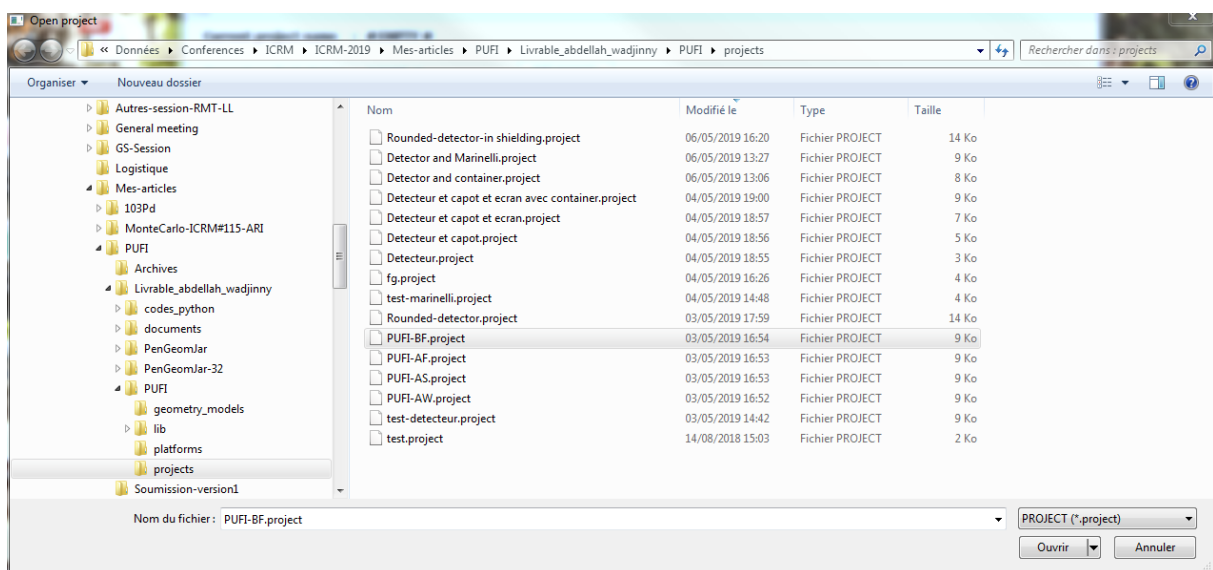 Open project
« Données ▸ Conferences ▸ ICRM ▸ ICRM-2019 ▸ Mes-articles ▸ PUFI ▸ Livrable_abdellah_wadjinny ▸ PUFI ▸ projects
Rechercher dans : projects
Organiser Nouveau dossier
Autres-session-RMT-LL
General meeting
GS-Session
Logistique
Mes-articles
103Pd
MonteCarlo-ICRM#115-ARI
PUFI
Archives
Livrable_abdellah_wadjinny
codes_python
documents
PenGeomJar
PenGeomJar-32
PUFI
geometry_models
lib
platforms
projects
Soumission-version1
Nom Modifié le Type Taille
Rounded-detector-in shielding.project 06/05/2019 16:20 Fichier PROJECT 14 Ko
Detector and Marinelli.project 06/05/2019 13:27 Fichier PROJECT 9 Ko
Detector and container.project 06/05/2019 13:06 Fichier PROJECT 8 Ko
Detecteur et capot et ecran avec container.project 04/05/2019 19:00 Fichier PROJECT 9 Ko
Detecteur et capot et ecran.project 04/05/2019 18:57 Fichier PROJECT 7 Ko
Detecteur et capot.project 04/05/2019 18:56 Fichier PROJECT 5 Ko
Detecteur.project 04/05/2019 18:55 Fichier PROJECT 3 Ko
fg.project 04/05/2019 16:26 Fichier PROJECT 4 Ko
test-marinelli.project 04/05/2019 14:48 Fichier PROJECT 4 Ko
Rounded-detector.project 03/05/2019 17:59 Fichier PROJECT 14 Ko
PUFI-BF.project 03/05/2019 16:54 Fichier PROJECT 9 Ko
PUFI-AF.project 03/05/2019 16:53 Fichier PROJECT 9 Ko
PUFI-AS.project 03/05/2019 16:53 Fichier PROJECT 9 Ko
PUFI-AW.project 03/05/2019 16:52 Fichier PROJECT 9 Ko
test-detecteur.project 03/05/2019 14:42 Fichier PROJECT 9 Ko
test.project 14/08/2018 15:03 Fichier PROJECT 2 Ko
Nom du fichier : PUFI-BF.project
PROJECT (*.project)
Ouvrir Annuler